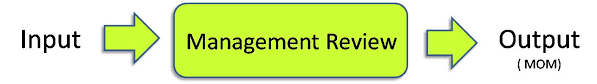 Input
Management Review
Output
( MOM)